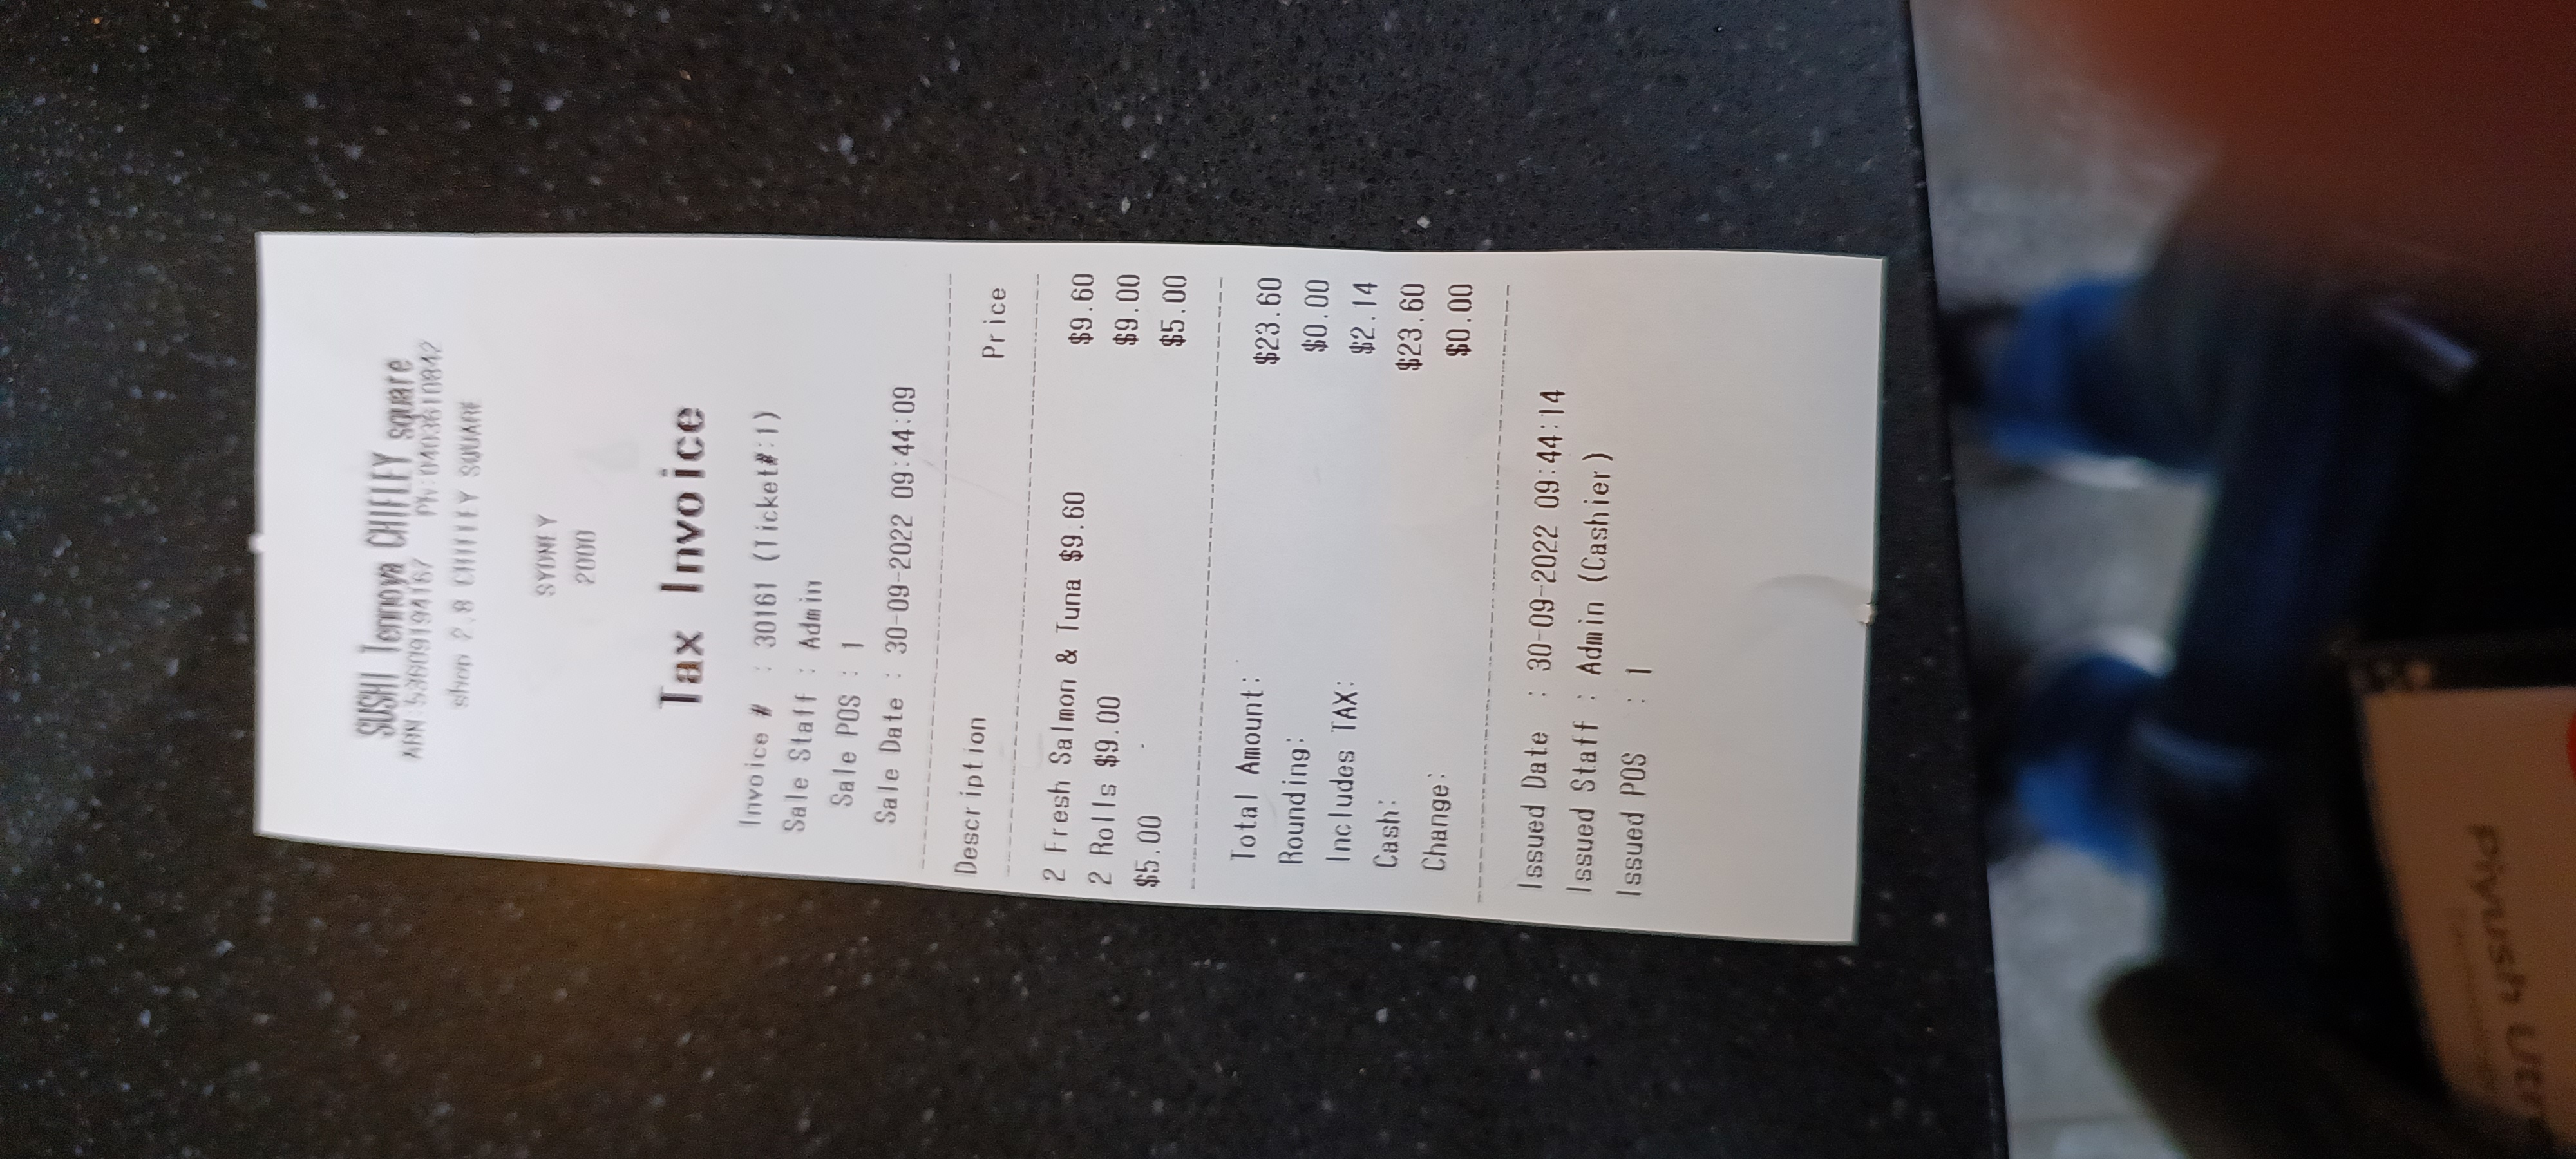 SUSHI Tennoya CHIFLEY square
ABN:53609194167 Ph:0403610842
shop 2.8 CHIFLEY SQUARE
SYDNEY
2000
Tax Invoice
Invoice # : 30161 (Ticket#:1)
Sale Staff : Admin
Sale POS : 1
Sale Date : 30-09-2022 09:44:09
Description Price
2 Fresh Salmon & Tuna $9.60 $9.60
2 Rolls $9.00 $9.00
$5.00 $5.00
Total Amount: $23.60
Rounding: $0.00
Includes TAX: $2.14
Cash: $23.60
Change: $0.00
Issued Date : 30-09-2022 09:44:14
Issued Staff : Admin (Cashier)
Issued POS : 1
Piyush